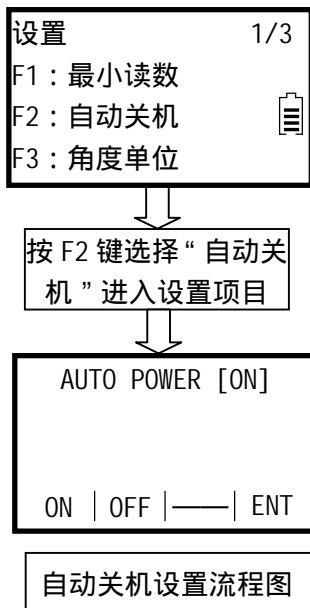 设置 1/3
F1：最小读数
F2：自动关机
F3：角度单位
按 F2 键选择“自动关
机”进入设置项目
AUTO POWER [ON]
ON | OFF |——| ENT
自动关机设置流程图